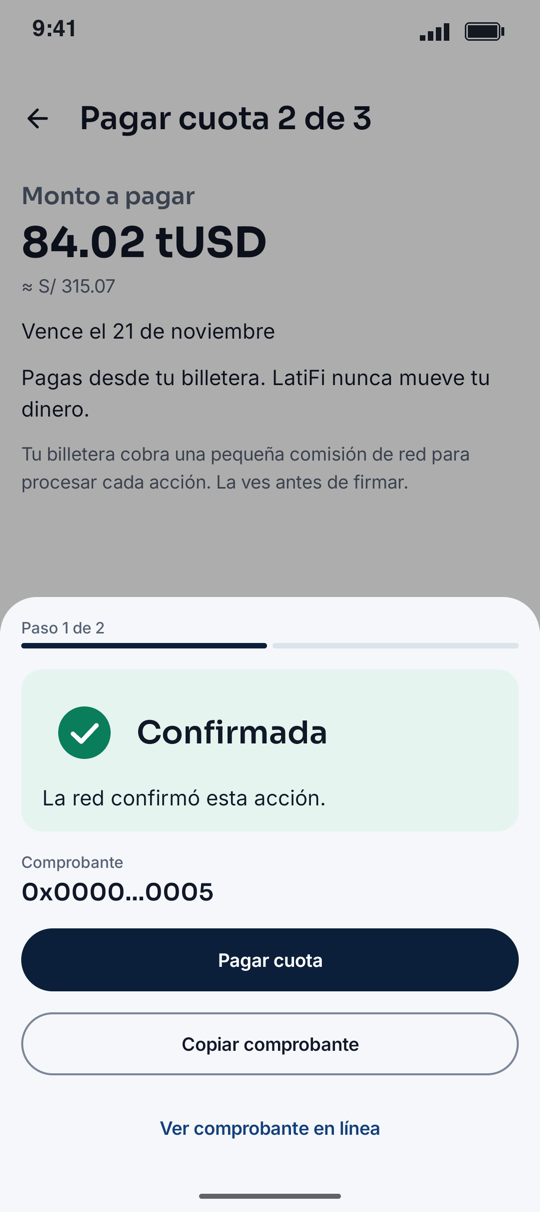 9:41
Pagar cuota 2 de 3
Monto a pagar
84.02 tUSD
≈ S/ 315.07
Vence el 21 de noviembre
Pagas desde tu billetera. LatiFi nunca mueve tu
dinero.
Tu billetera cobra una pequeña comisión de red para
procesar cada acción. La ves antes de firmar.
Paso 1 de 2
Confirmada
La red confirmó esta acción.
Comprobante
0x0000...0005
Pagar cuota
Copiar comprobante
Ver comprobante en línea